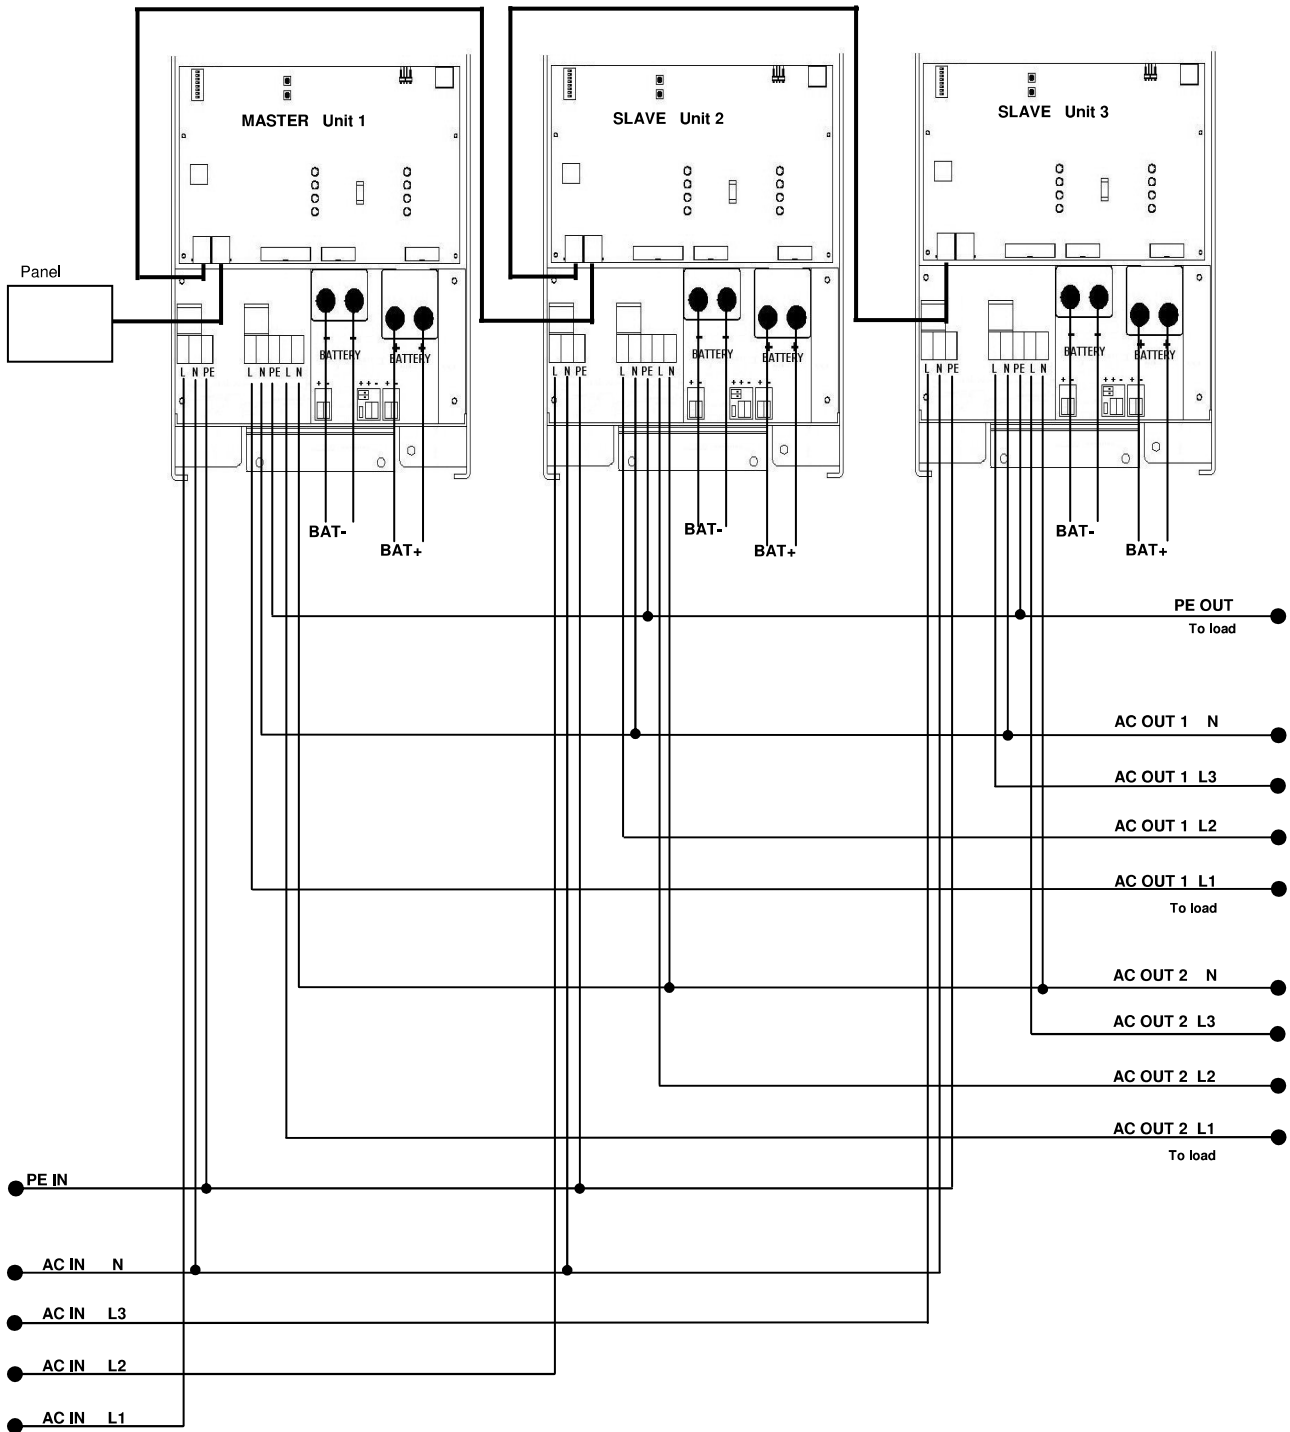 MASTER Unit 1
SLAVE Unit 2
SLAVE Unit 3
Panel
- -
BATTERY
+ +
BATTERY
L N PE
L N PE L N
+ -
+ + -
+ -
- -
BATTERY
+ +
BATTERY
L N PE
L N PE L N
+ -
+ + -
+ -
- -
BATTERY
+ +
BATTERY
L N PE
L N PE L N
+ -
+ + -
+ -
BAT-
BAT+
BAT-
BAT+
BAT-
BAT+
PE OUT
To load
AC OUT 1 N
AC OUT 1 L3
AC OUT 1 L2
AC OUT 1 L1
To load
AC OUT 2 N
AC OUT 2 L3
AC OUT 2 L2
AC OUT 2 L1
To load
PE IN
AC IN N
AC IN L3
AC IN L2
AC IN L1